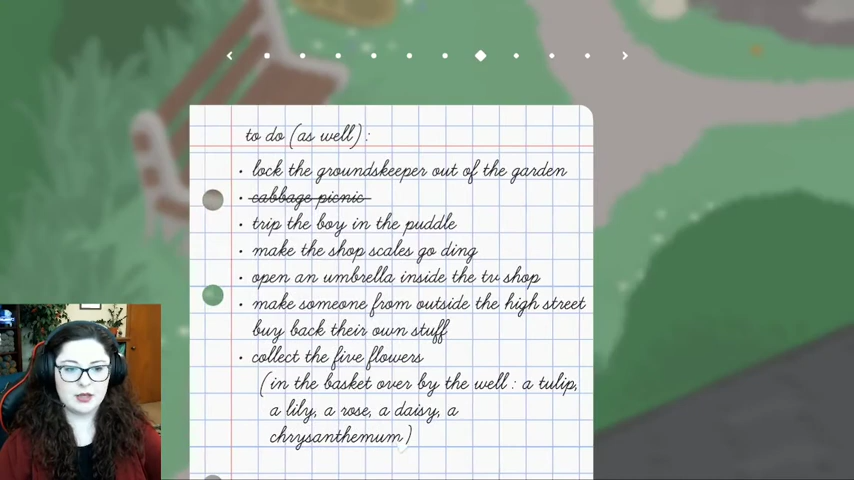 to do (as well):
• lock the groundskeeper out of the garden
• cabbage picnic
• trip the boy in the puddle
• make the shop scales go ding
• open an umbrella inside the tv shop
• make someone from outside the high street
buy back their own stuff
• collect the five flowers
(in the basket over by the well: a tulip,
a lily, a rose, a daisy, a
chrysanthemum)